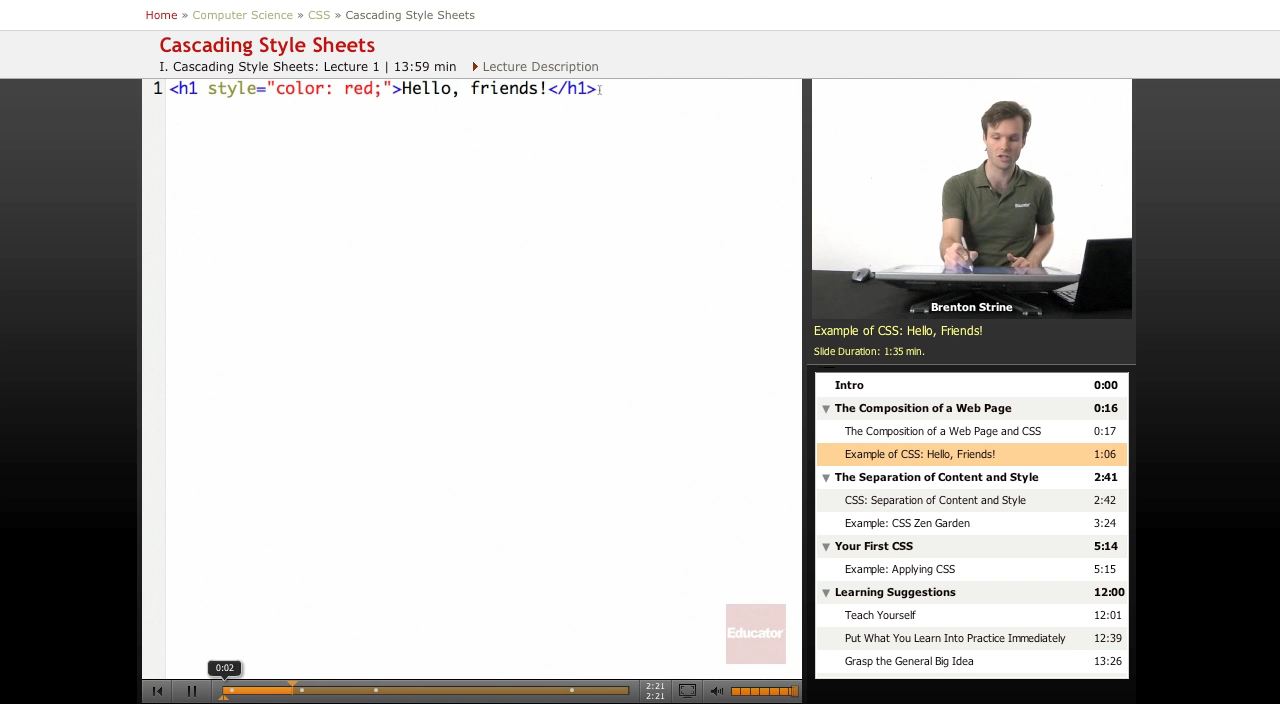 Home » Computer Science » CSS » Cascading Style Sheets
Cascading Style Sheets
I. Cascading Style Sheets: Lecture 1 | 13:59 min Lecture Description
1 <h1 style="color: red;">Hello, friends!</h1>
Brenton Strine
Example of CSS: Hello, Friends!
Slide Duration: 1:35 min.
Intro 0:00
The Composition of a Web Page 0:16
The Composition of a Web Page and CSS 0:17
Example of CSS: Hello, Friends! 1:06
The Separation of Content and Style 2:41
CSS: Separation of Content and Style 2:42
Example: CSS Zen Garden 3:24
Your First CSS 5:14
Example: Applying CSS 5:15
Learning Suggestions 12:00
Teach Yourself 12:01
Put What You Learn Into Practice Immediately 12:39
Grasp the General Big Idea 13:26
Educator
0:02
2:21
2:21